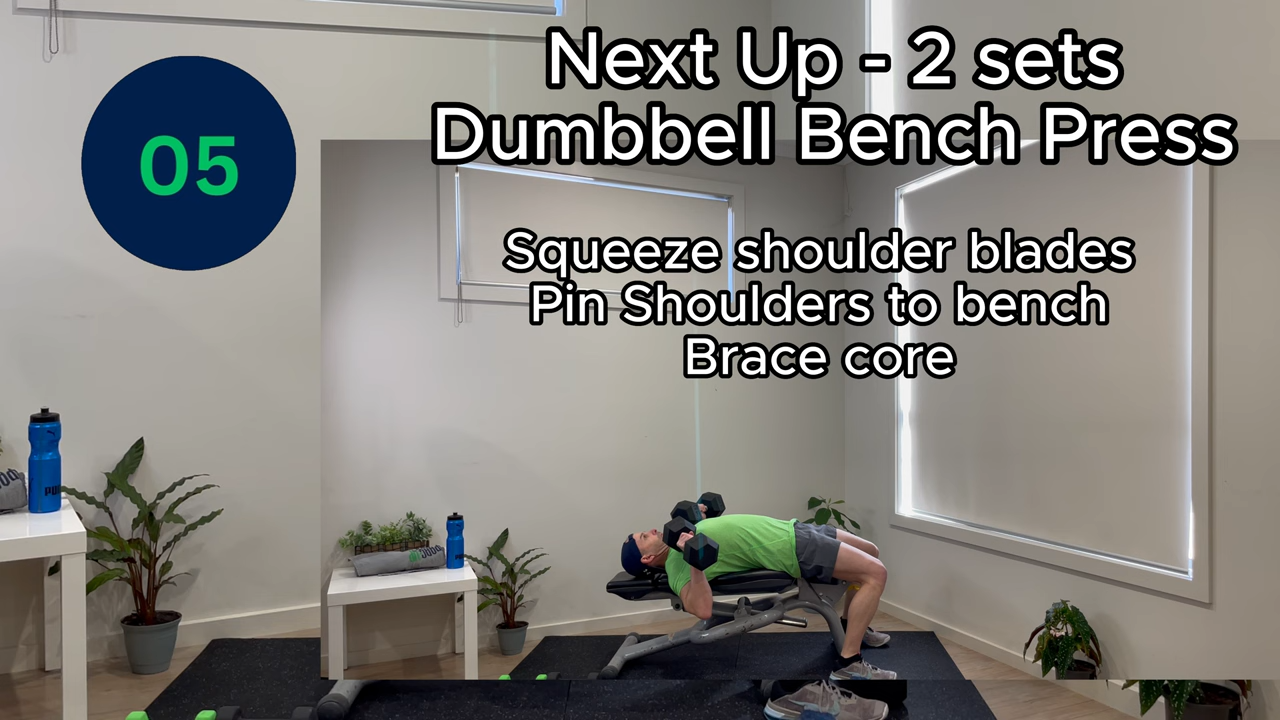 Next Up - 2 sets
Dumbbell Bench Press
05
Squeeze shoulder blades
Pin Shoulders to bench
Brace core